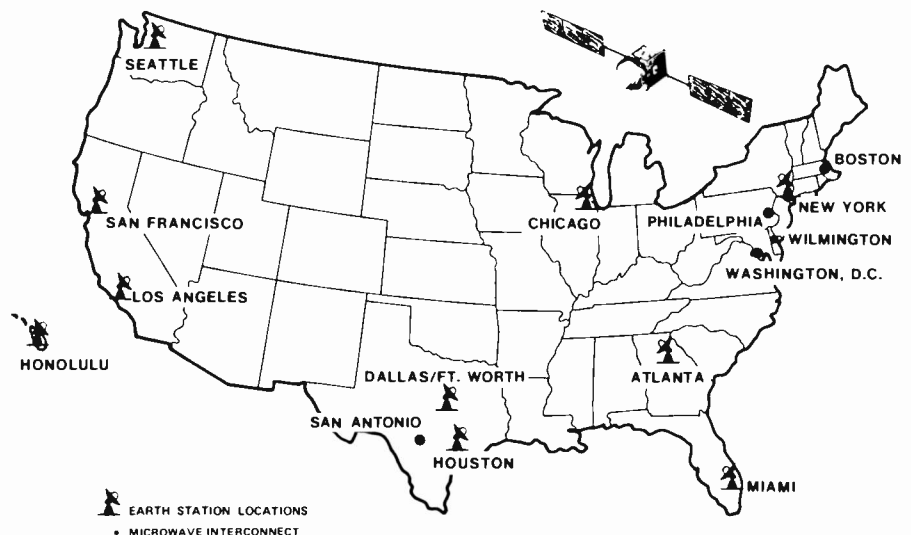 SEATTLE
BOSTON
NEW YORK
SAN FRANCISCO
CHICAGO
PHILADELPHIA
WILMINGTON
WASHINGTON, D.C.
LOS ANGELES
HONOLULU
DALLAS/FT. WORTH
ATLANTA
SAN ANTONIO
HOUSTON
MIAMI
EARTH STATION LOCATIONS
• MICROWAVE INTERCONNECT